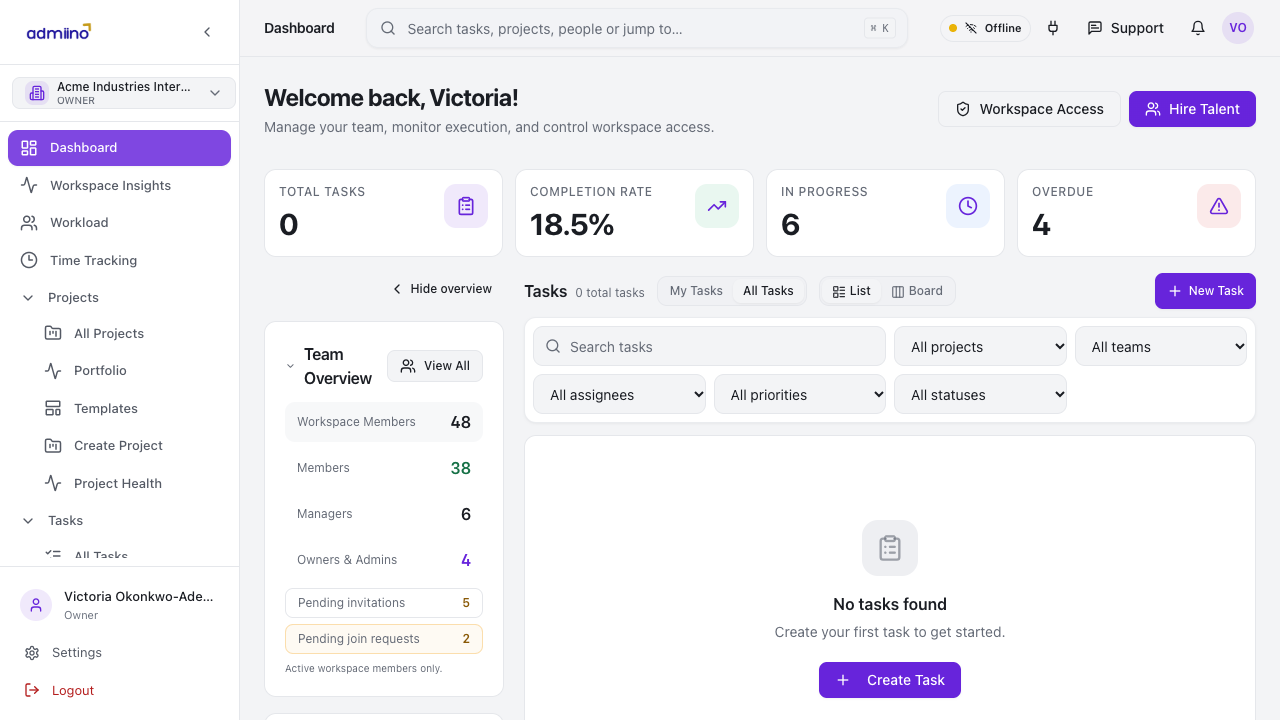 admiino
Acme Industries Inter...
OWNER
Dashboard
Workspace Insights
Workload
Time Tracking
Projects
All Projects
Portfolio
Templates
Create Project
Project Health
Tasks
All Tasks
Victoria Okonkwo-Ade...
Owner
Settings
Logout
Dashboard
Search tasks, projects, people or jump to...
⌘ K
Offline
Support
VO
Welcome back, Victoria!
Manage your team, monitor execution, and control workspace access.
Workspace Access
Hire Talent
TOTAL TASKS
0
COMPLETION RATE
18.5%
IN PROGRESS
6
OVERDUE
4
Hide overview
Team
Overview
View All
Workspace Members 48
Members 38
Managers 6
Owners & Admins 4
Pending invitations 5
Pending join requests 2
Active workspace members only.
Tasks 0 total tasks
My Tasks All Tasks
List Board
New Task
Search tasks
All projects
All teams
All assignees
All priorities
All statuses
No tasks found
Create your first task to get started.
Create Task